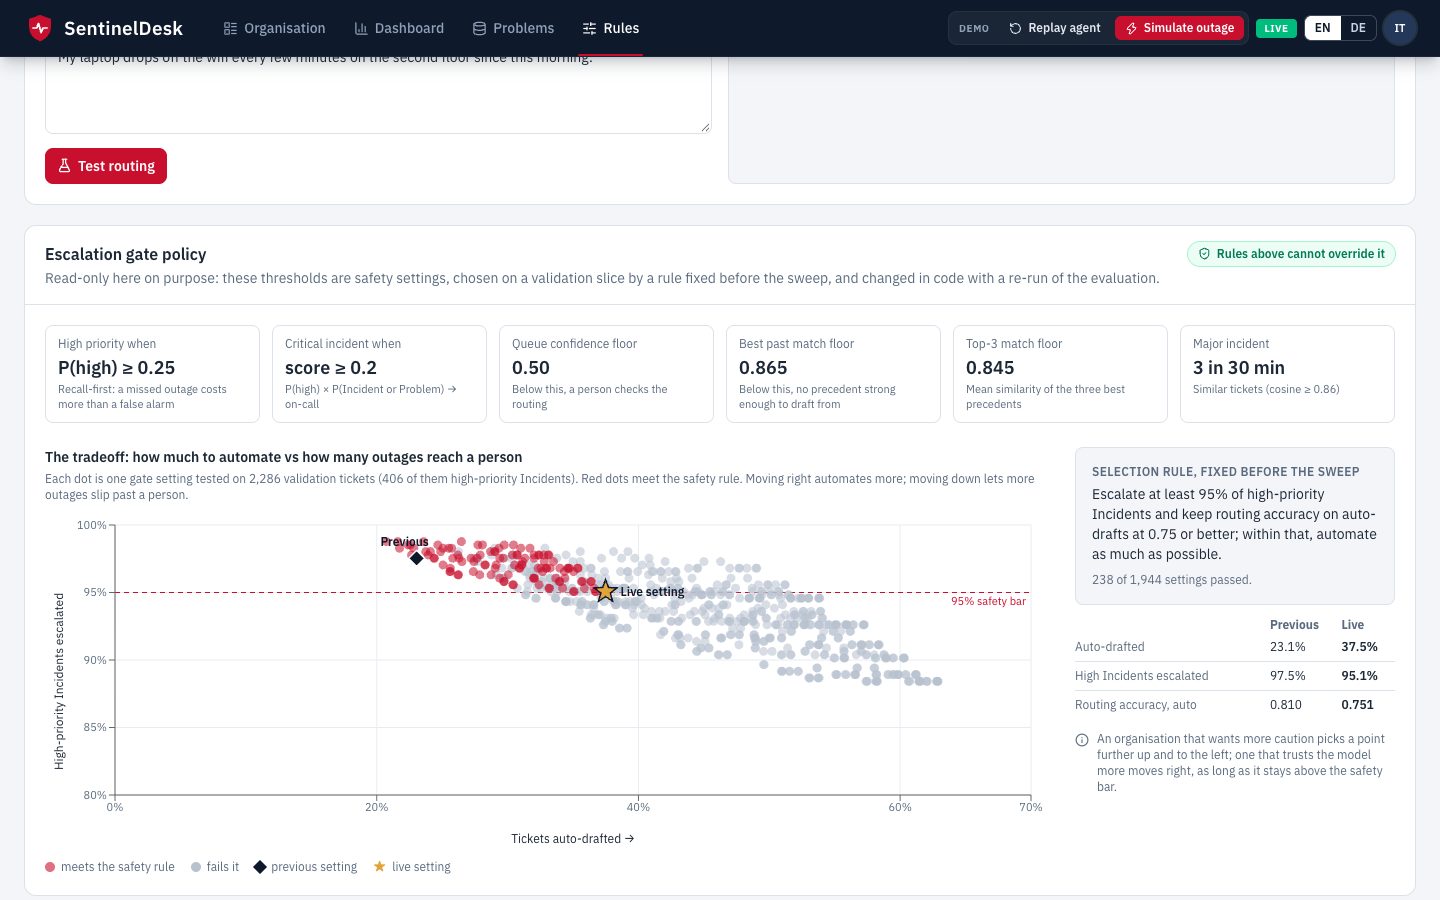 SentinelDesk
Organisation
Dashboard
Problems
Rules
DEMO
Replay agent
Simulate outage
LIVE
EN
DE
IT
My laptop drops off the wifi every few minutes on the second floor since this morning.
Test routing
Escalation gate policy
Rules above cannot override it
Read-only here on purpose: these thresholds are safety settings, chosen on a validation slice by a rule fixed before the sweep, and changed in code with a re-run of the evaluation.
High priority when
P(high) ≥ 0.25
Recall-first: a missed outage costs
more than a false alarm
Critical incident when
score ≥ 0.2
P(high) × P(Incident or Problem) →
on-call
Queue confidence floor
0.50
Below this, a person checks the
routing
Best past match floor
0.865
Below this, no precedent strong
enough to draft from
Top-3 match floor
0.845
Mean similarity of the three best
precedents
Major incident
3 in 30 min
Similar tickets (cosine ≥ 0.86)
The tradeoff: how much to automate vs how many outages reach a person
Each dot is one gate setting tested on 2,286 validation tickets (406 of them high-priority Incidents). Red dots meet the safety rule. Moving right automates more; moving down lets more
outages slip past a person.
100%
95%
90%
85%
80%
High-priority Incidents escalated
Previous
Live setting
95% safety bar
0%
20%
40%
60%
70%
Tickets auto-drafted →
meets the safety rule
fails it
previous setting
live setting
SELECTION RULE, FIXED BEFORE THE SWEEP
Escalate at least 95% of high-priority
Incidents and keep routing accuracy on auto-
drafts at 0.75 or better; within that, automate
as much as possible.
238 of 1,944 settings passed.
Previous Live
Auto-drafted 23.1% 37.5%
High Incidents escalated 97.5% 95.1%
Routing accuracy, auto 0.810 0.751
An organisation that wants more caution picks a point
further up and to the left; one that trusts the model
more moves right, as long as it stays above the safety
bar.